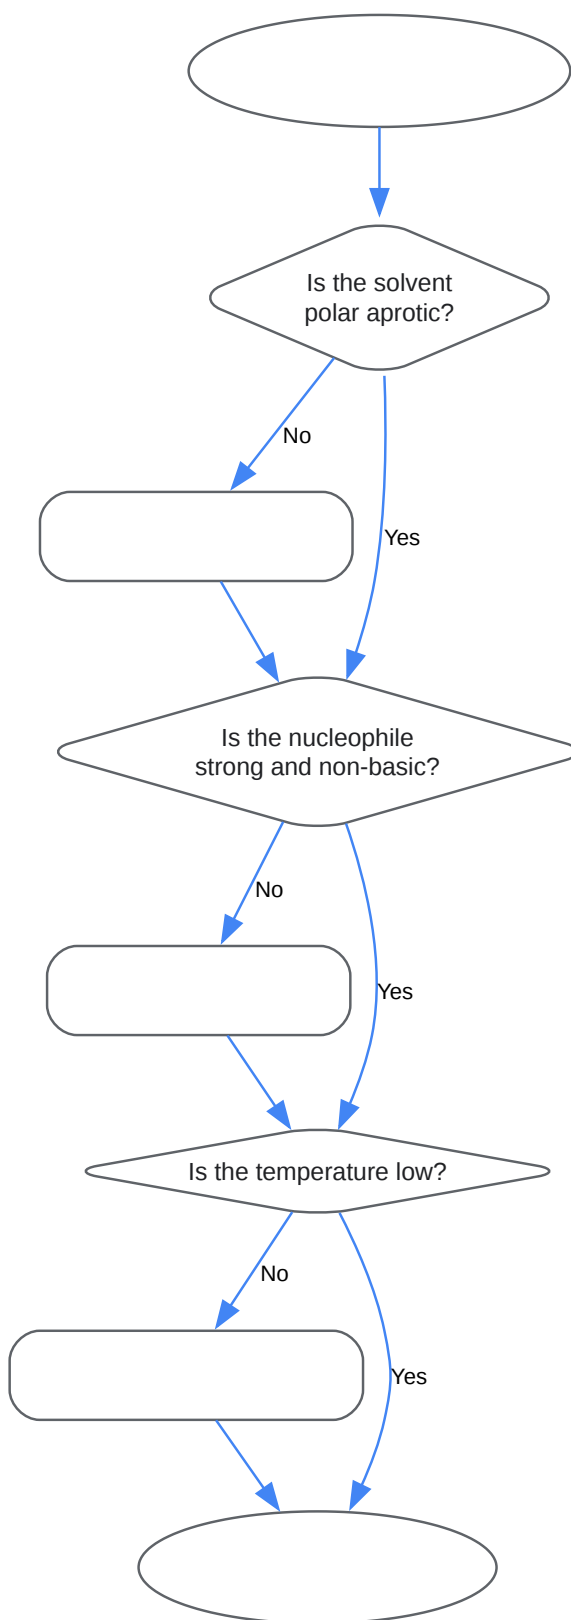 Is the solvent
polar aprotic?
No
Yes
Is the nucleophile
strong and non-basic?
No
Yes
Is the temperature low?
No
Yes